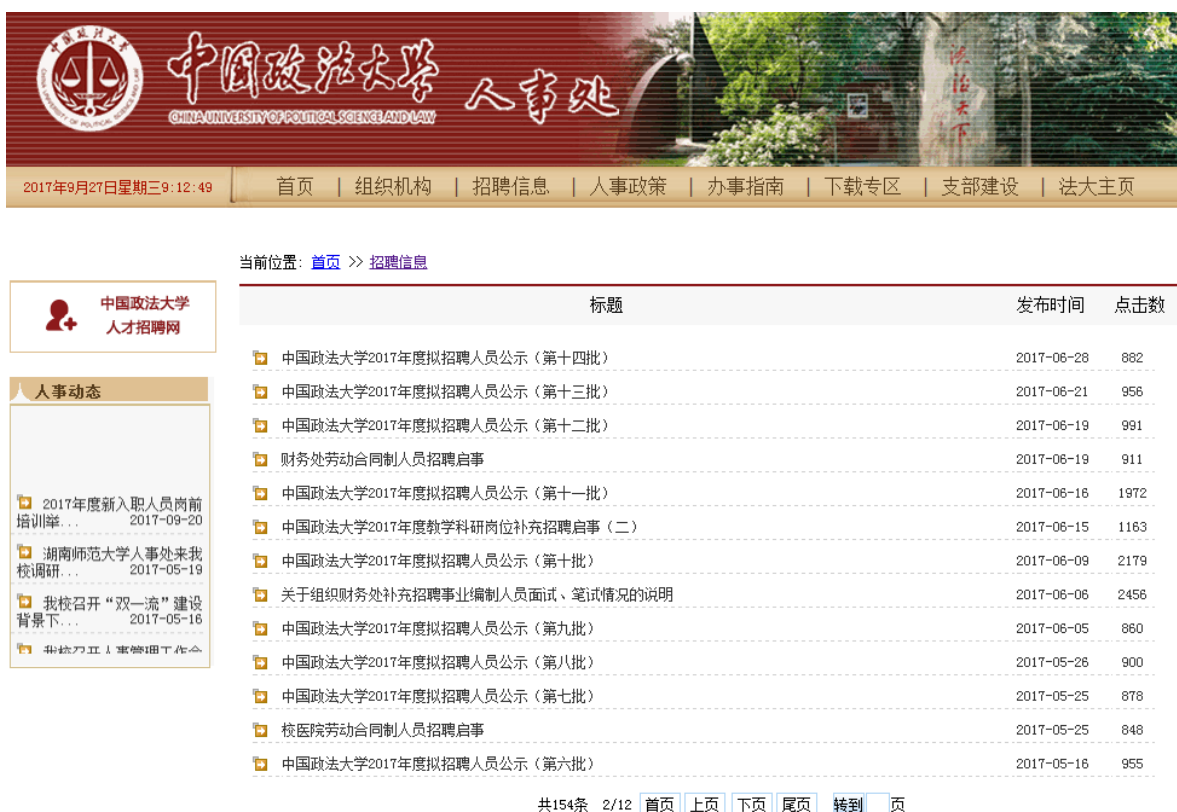 中国政法大学
CHINA UNIVERSITY OF POLITICAL SCIENCE AND LAW
人事处
法治天下
2017年9月27日星期三9:12:49
首页 | 组织机构 | 招聘信息 | 人事政策 | 办事指南 | 下载专区 | 支部建设 | 法大主页
当前位置: 首页 >> 招聘信息
中国政法大学
人才招聘网
人事动态
2017年度新入职人员岗前
培训举... 2017-09-20
湖南师范大学人事处来我
校调研... 2017-05-19
我校召开“双一流”建设
背景下... 2017-05-16
我校召开人事管理工作会
标题 发布时间 点击数
中国政法大学2017年度拟招聘人员公示（第十四批） 2017-06-28 882
中国政法大学2017年度拟招聘人员公示（第十三批） 2017-06-21 956
中国政法大学2017年度拟招聘人员公示（第十二批） 2017-06-19 991
财务处劳动合同制人员招聘启事 2017-06-19 911
中国政法大学2017年度拟招聘人员公示（第十一批） 2017-06-16 1972
中国政法大学2017年度教学科研岗位补充招聘启事（二） 2017-06-15 1163
中国政法大学2017年度拟招聘人员公示（第十批） 2017-06-09 2179
关于组织财务处补充招聘事业编制人员面试、笔试情况的说明 2017-06-06 2456
中国政法大学2017年度拟招聘人员公示（第九批） 2017-06-05 860
中国政法大学2017年度拟招聘人员公示（第八批） 2017-05-26 900
中国政法大学2017年度拟招聘人员公示（第七批） 2017-05-25 878
校医院劳动合同制人员招聘启事 2017-05-25 848
中国政法大学2017年度拟招聘人员公示（第六批） 2017-05-16 955
共154条 2/12 首页 上页 下页 尾页 转到 页